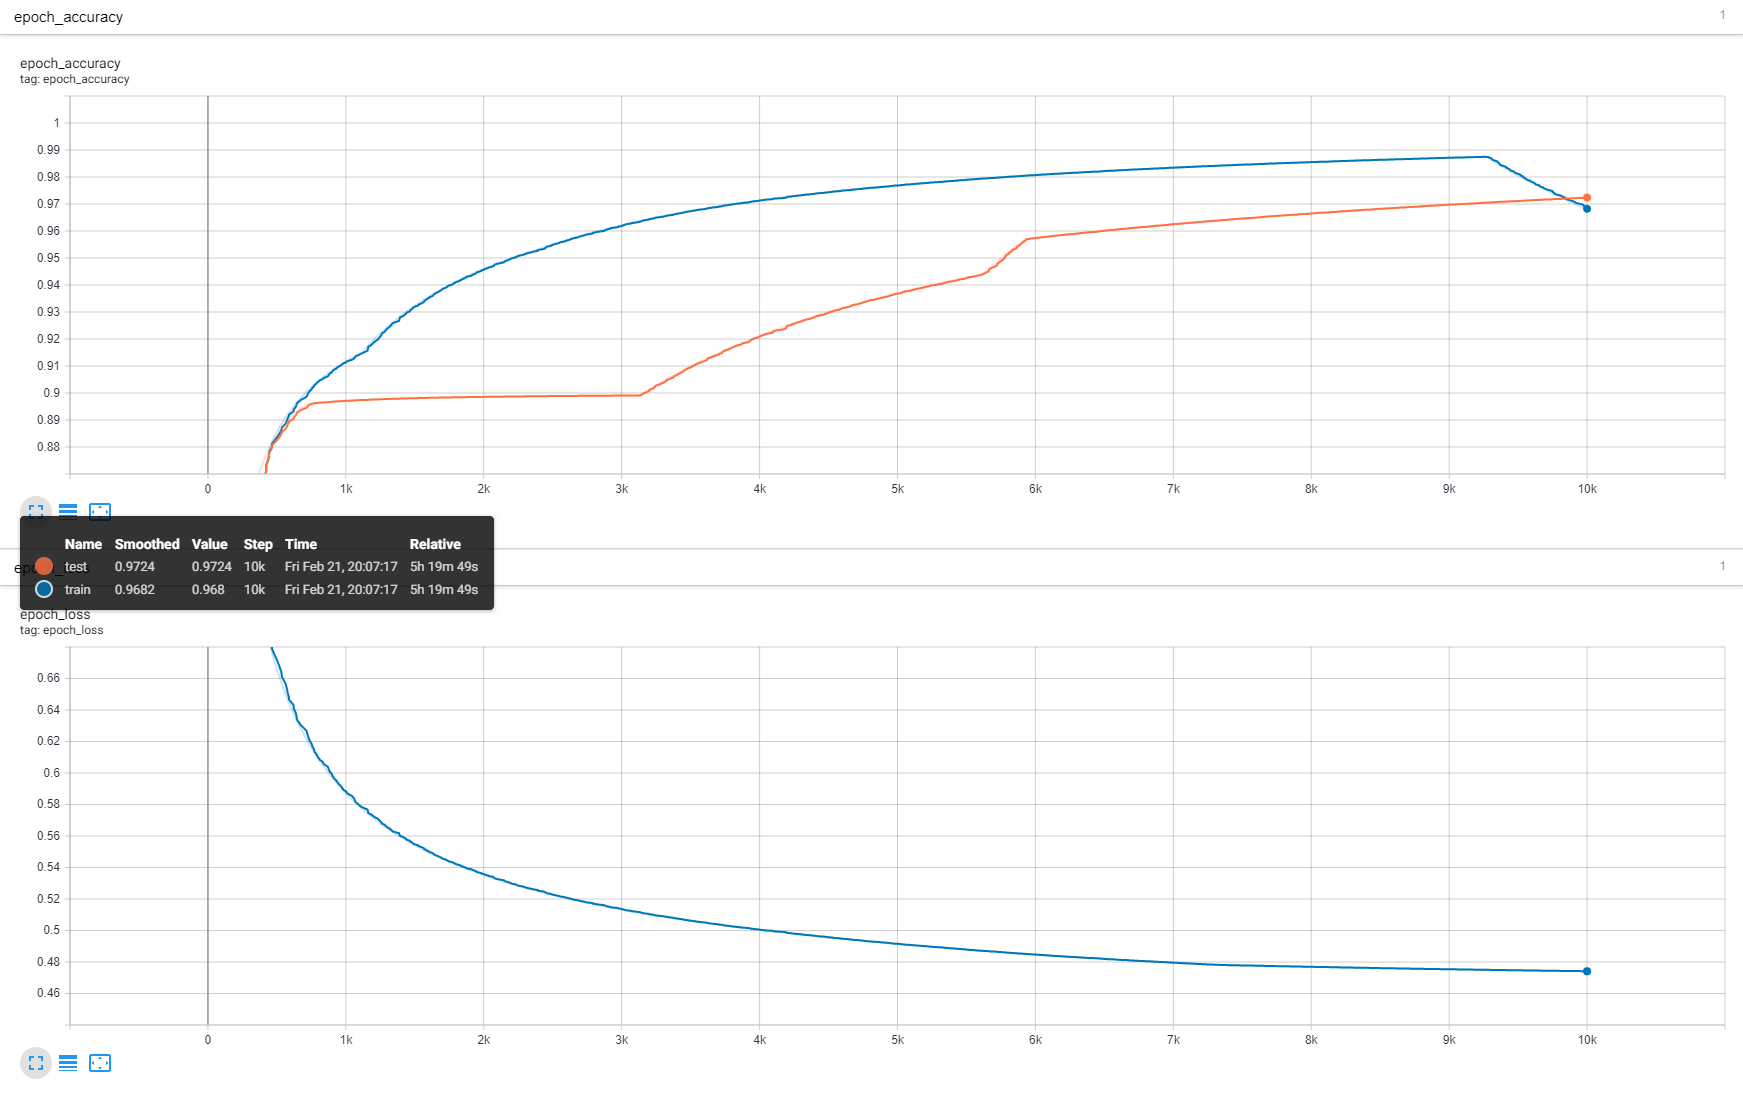 epoch_accuracy 1
epoch_accuracy
tag: epoch_accuracy
1
0.99
0.98
0.97
0.96
0.95
0.94
0.93
0.92
0.91
0.9
0.89
0.88
0 1k 2k 3k 4k 5k 6k 7k 8k 9k 10k
Name Smoothed Value Step Time Relative
test 0.9724 0.9724 10k Fri Feb 21, 20:07:17 5h 19m 49s
train 0.9682 0.968 10k Fri Feb 21, 20:07:17 5h 19m 49s
1
epoch_loss
tag: epoch_loss
0.66
0.64
0.62
0.6
0.58
0.56
0.54
0.52
0.5
0.48
0.46
0 1k 2k 3k 4k 5k 6k 7k 8k 9k 10k